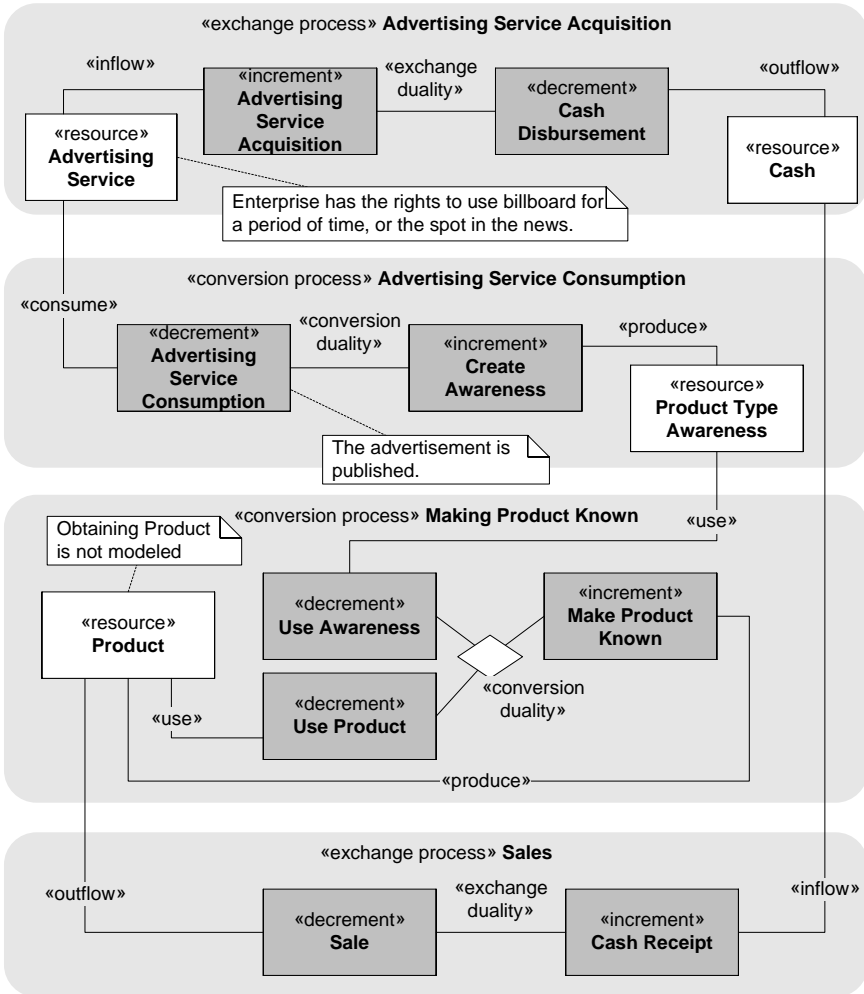 «exchange process» Advertising Service Acquisition
«inflow»
«increment»
Advertising
Service
Acquisition
«exchange
duality»
«decrement»
Cash
Disbursement
«outflow»
«resource»
Advertising
Service
«resource»
Cash
Enterprise has the rights to use billboard for
a period of time, or the spot in the news.
«conversion process» Advertising Service Consumption
«consume»
«decrement»
Advertising
Service
Consumption
«conversion
duality»
«increment»
Create
Awareness
«produce»
«resource»
Product Type
Awareness
The advertisement is
published.
«conversion process» Making Product Known
«use»
Obtaining Product
is not modeled
«resource»
Product
«decrement»
Use Awareness
«increment»
Make Product
Known
«conversion
duality»
«use»
«decrement»
Use Product
«produce»
«exchange process» Sales
«outflow»
«decrement»
Sale
«exchange
duality»
«increment»
Cash Receipt
«inflow»